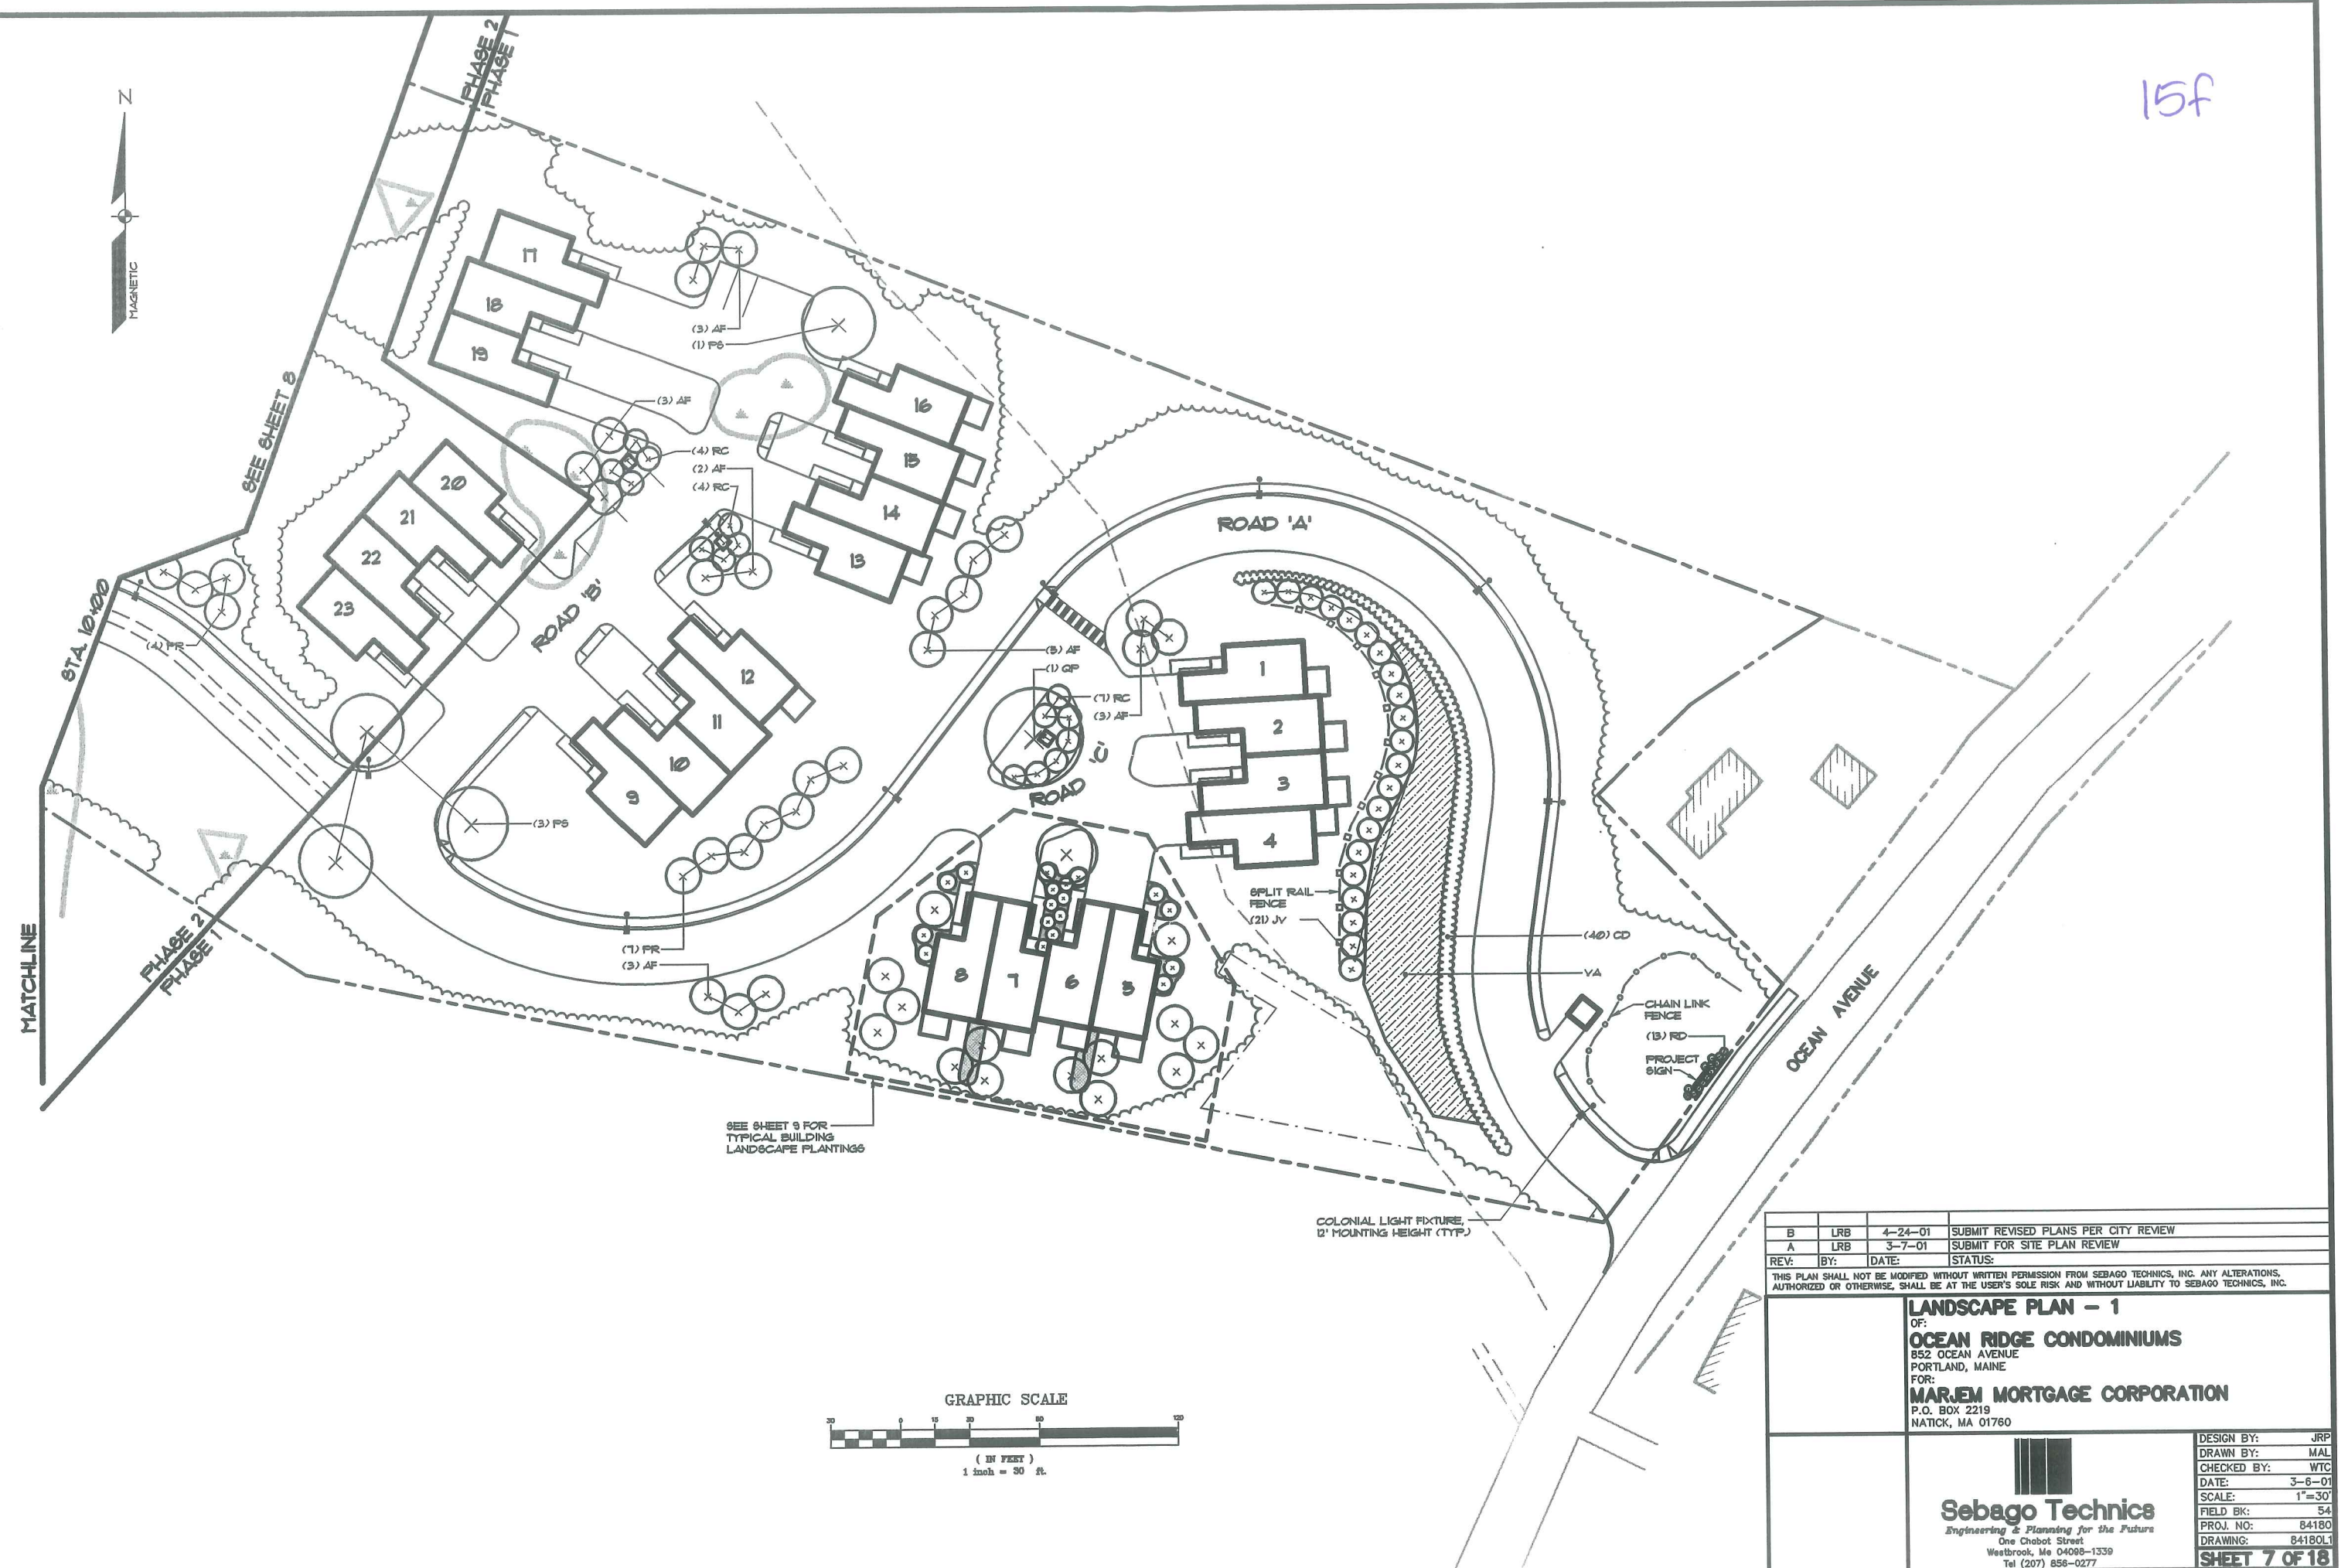 15f
N
MAGNETIC
PHASE 2
PHASE 1
SEE SHEET 8
STA. 10+00
MATCHLINE
PHASE 2
PHASE 1
17
18
19
(3) AF
(1) PS
(3) AF
16
15
14
13
(4) RC
(2) AF
(4) RC
20
21
22
23
(4) FR
ROAD 'B'
ROAD 'A'
12
11
10
9
(3) PS
(5) AF
(1) QP
(7) RC
(3) AF
ROAD 'C'
1
2
3
4
(7) FR
(3) AF
8
7
6
5
SPLIT RAIL
FENCE
(21) JV
(40) CD
VA
CHAIN LINK
FENCE
(13) RD
PROJECT
SIGN
OCEAN AVENUE
SEE SHEET 9 FOR
TYPICAL BUILDING
LANDSCAPE PLANTINGS
COLONIAL LIGHT FIXTURE,
12' MOUNTING HEIGHT (TYP.)
GRAPHIC SCALE
30 0 15 30 60 120
( IN FEET )
1 inch = 30 ft.
B LRB 4-24-01 SUBMIT REVISED PLANS PER CITY REVIEW
A LRB 3-7-01 SUBMIT FOR SITE PLAN REVIEW
REV: BY: DATE: STATUS:
THIS PLAN SHALL NOT BE MODIFIED WITHOUT WRITTEN PERMISSION FROM SEBAGO TECHNICS, INC. ANY ALTERATIONS,
AUTHORIZED OR OTHERWISE, SHALL BE AT THE USER'S SOLE RISK AND WITHOUT LIABILITY TO SEBAGO TECHNICS, INC.
LANDSCAPE PLAN - 1
OF:
OCEAN RIDGE CONDOMINIUMS
852 OCEAN AVENUE
PORTLAND, MAINE
FOR:
MARJEM MORTGAGE CORPORATION
P.O. BOX 2219
NATICK, MA 01760
Sebago Technics
Engineering & Planning for the Future
One Chabot Street
Westbrook, Me 04098-1339
Tel (207) 856-0277
DESIGN BY: JRP
DRAWN BY: MAL
CHECKED BY: WTC
DATE: 3-6-01
SCALE: 1"=30'
FIELD BK: 54
PROJ. NO: 84180
DRAWING: 84180L1
SHEET 7 OF 18